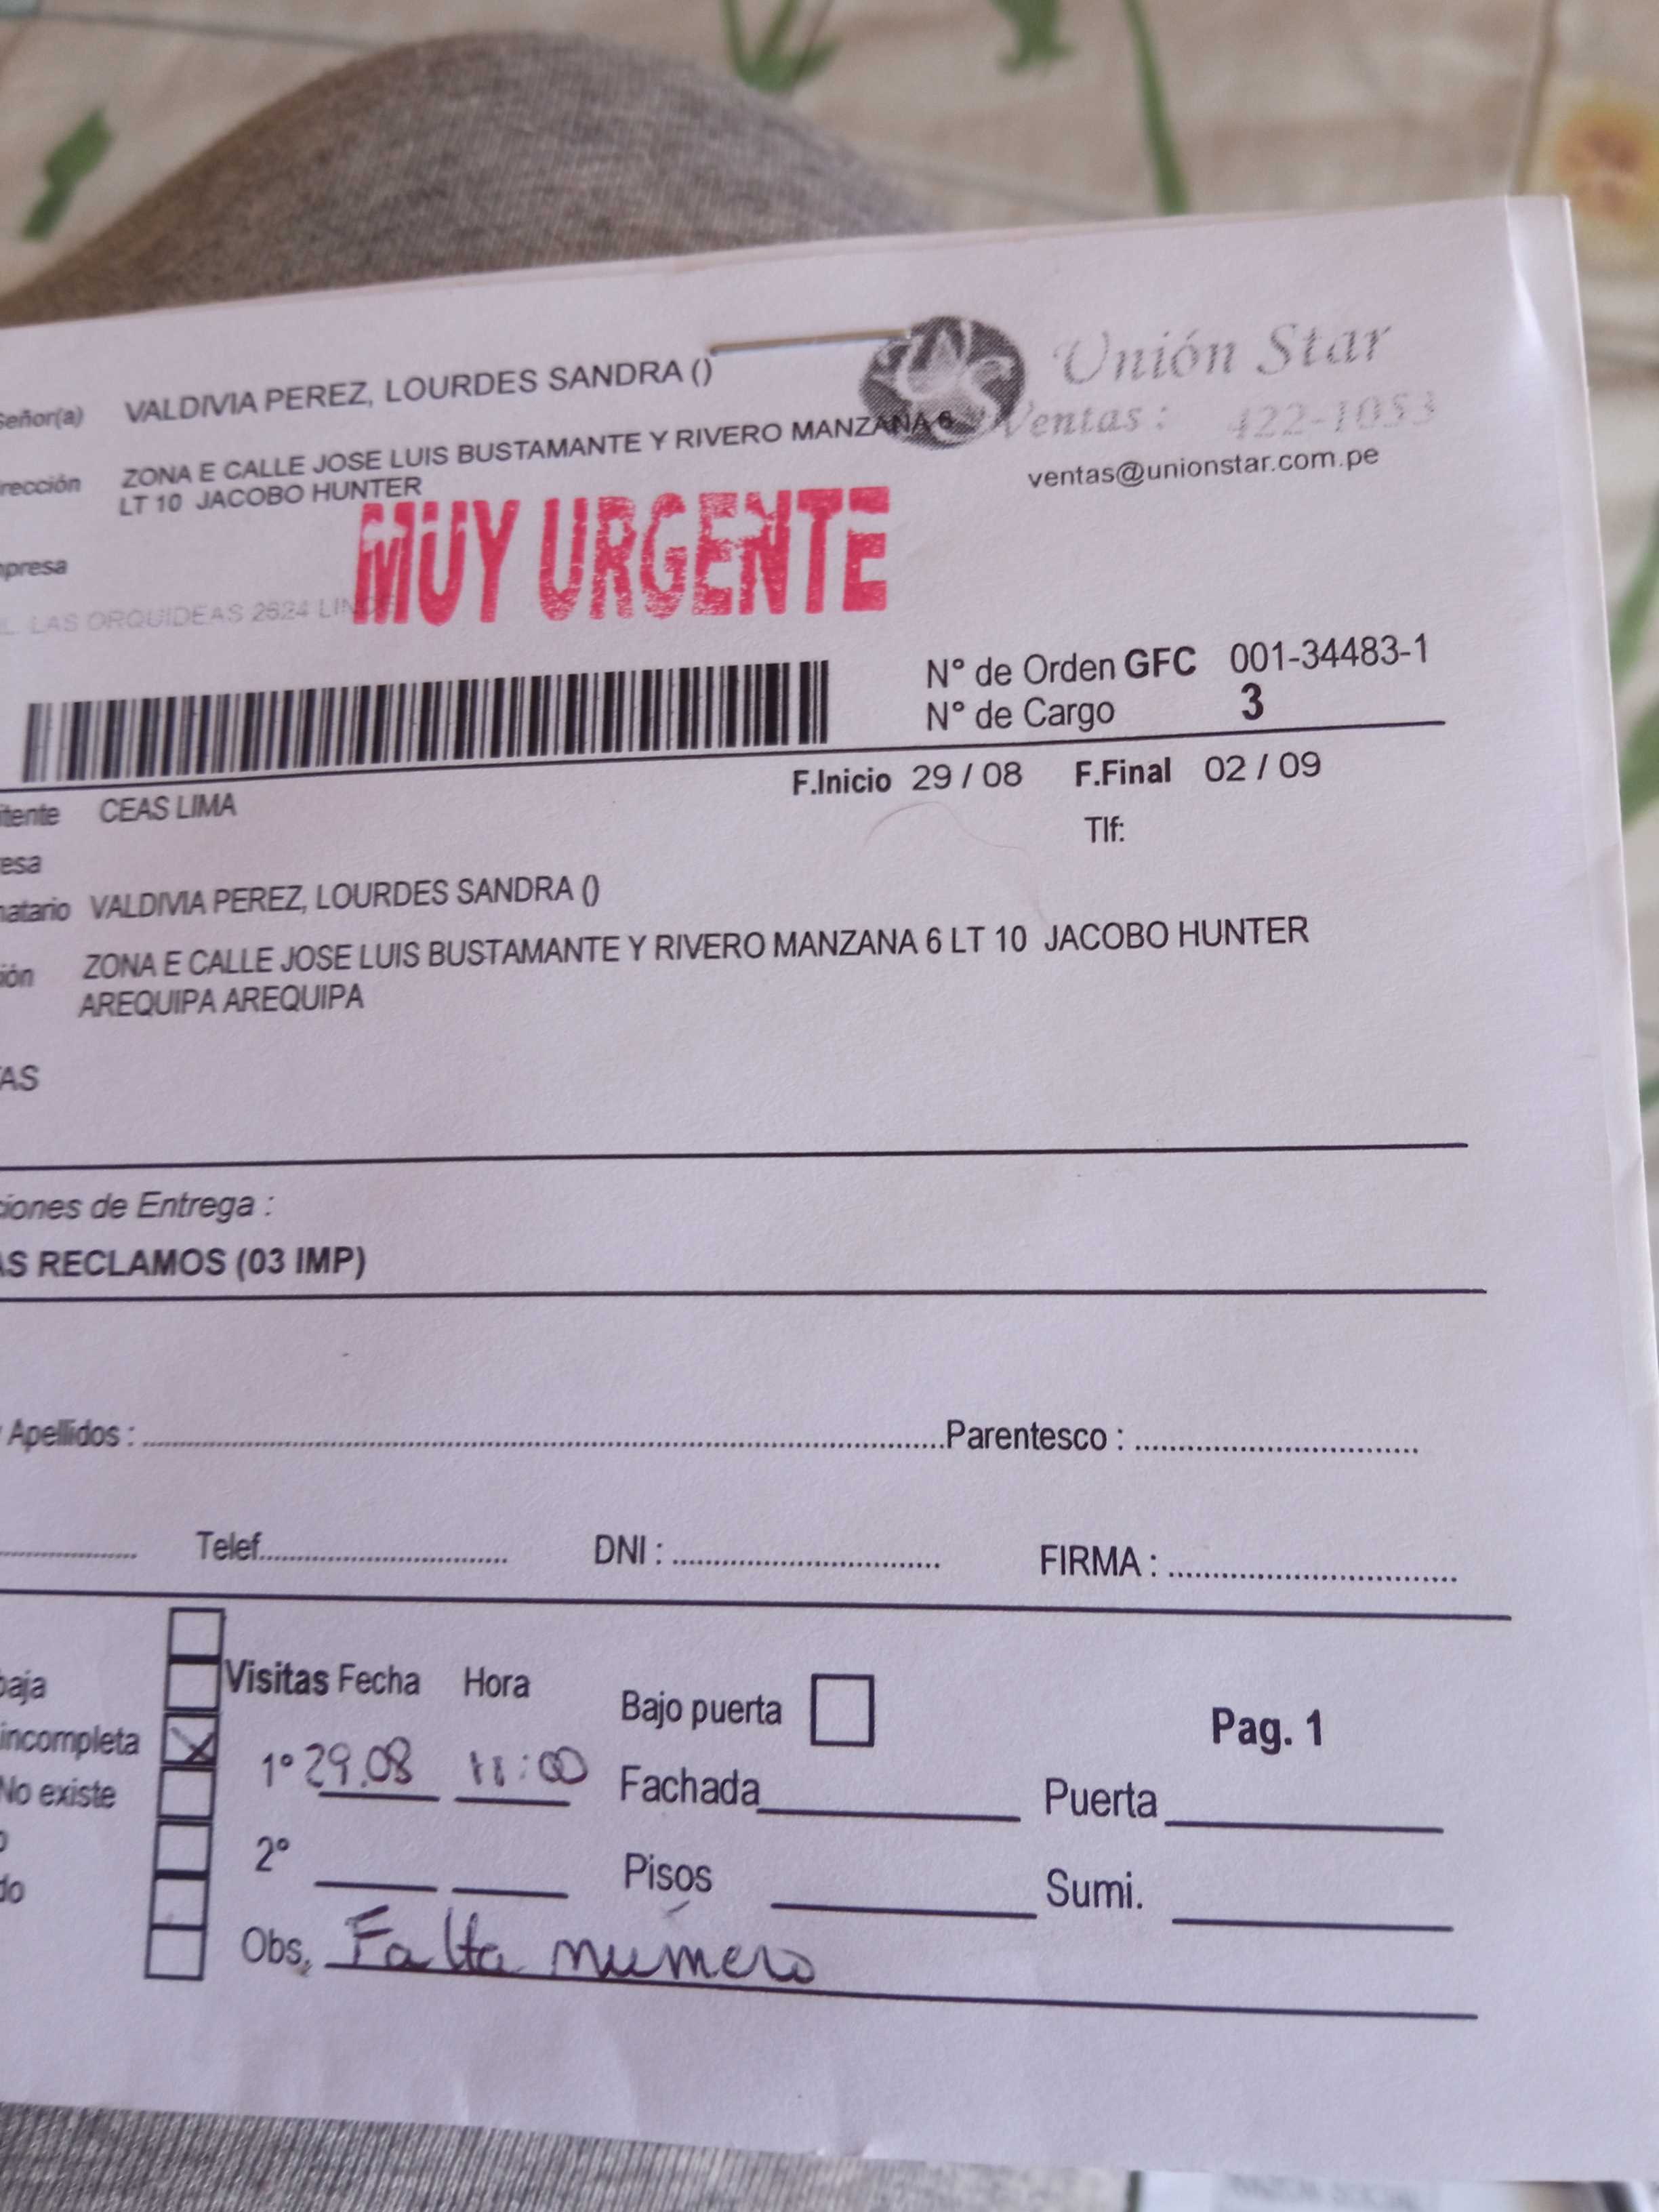 Señor(a) VALDIVIA PEREZ, LOURDES SANDRA ()
Unión Star
Ventas : 422-1053
ventas@unionstar.com.pe
rección ZONA E CALLE JOSE LUIS BUSTAMANTE Y RIVERO MANZANA 6
LT 10 JACOBO HUNTER
MUY URGENTE
mpresa
LAS ORQUIDEAS 2624 LINCE
N° de Orden GFC 001-34483-1
N° de Cargo 3
F.Inicio 29 / 08 F.Final 02 / 09
itente CEAS LIMA
Tlf:
esa
natario VALDIVIA PEREZ, LOURDES SANDRA ()
ión ZONA E CALLE JOSE LUIS BUSTAMANTE Y RIVERO MANZANA 6 LT 10 JACOBO HUNTER
AREQUIPA AREQUIPA
AS
ciones de Entrega :
AS RECLAMOS (03 IMP)
Apellidos : Parentesco :
Telef. DNI : FIRMA :
Visitas Fecha Hora
baja
Bajo puerta
Pag. 1
incompleta X
1° 29.08 11:00
Fachada Puerta
No existe
2°
Pisos Sumi.
do
Obs. Falta número